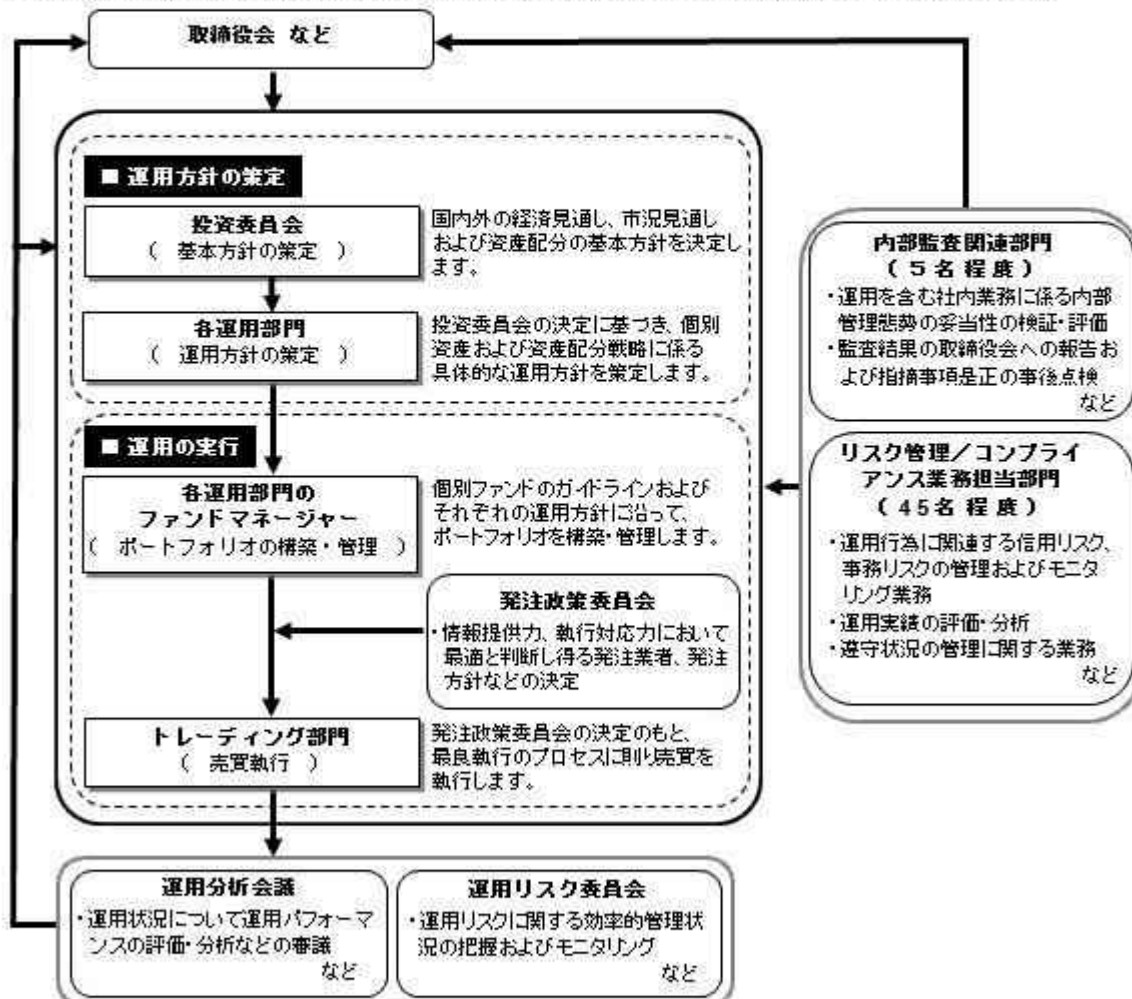 取締役会 など
■ 運用方針の策定
投資委員会
( 基本方針の策定 )
国内外の経済見通し、市況見通し
および資産配分の基本方針を決定し
ます。
各運用部門
( 運用方針の策定 )
投資委員会の決定に基づき、個別
資産および資産配分戦略に係る
具体的な運用方針を策定します。
■ 運用の実行
各運用部門の
ファンドマネージャー
( ポートフォリオの構築・管理 )
個別ファンドのガイドラインおよび
それぞれの運用方針に沿って、
ポートフォリオを構築・管理します。
発注政策委員会
・情報提供力、執行対応力において
最適と判断し得る発注業者、発注
方針などの決定
トレーディング部門
( 売買執行 )
発注政策委員会の決定のもと、
最良執行のプロセスに則り売買を
執行します。
内部監査関連部門
( 5名程度 )
・運用を含む社内業務に係る内部
管理態勢の妥当性の検証・評価
・監査結果の取締役会への報告お
よび指摘事項是正の事後点検
など
リスク管理/コンプライ
アンス業務担当部門
( 45名程度 )
・運用行為に関連する信用リスク、
事務リスクの管理およびモニタ
リング業務
・運用実績の評価・分析
・遵守状況の管理に関する業務
など
運用分析会議
・運用状況について運用パフォーマ
ンスの評価・分析などの審議
など
運用リスク委員会
・運用リスクに関する効率的管理状
況の把握およびモニタリング
など